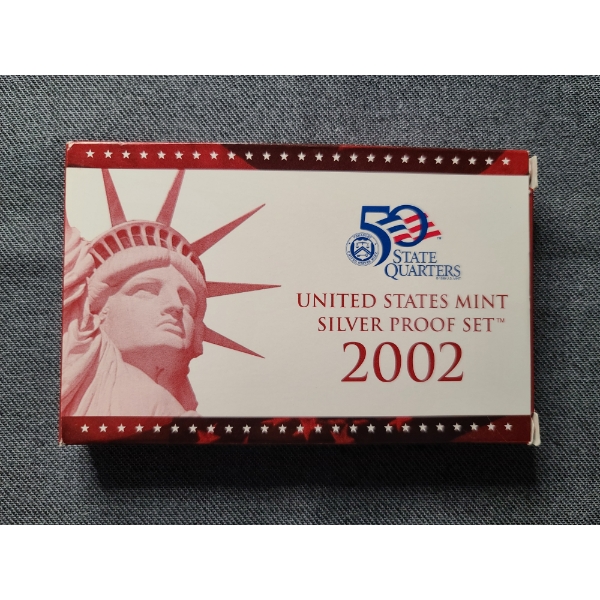 50
STATE
QUARTERS
UNITED STATES MINT
SILVER PROOF SET™
2002